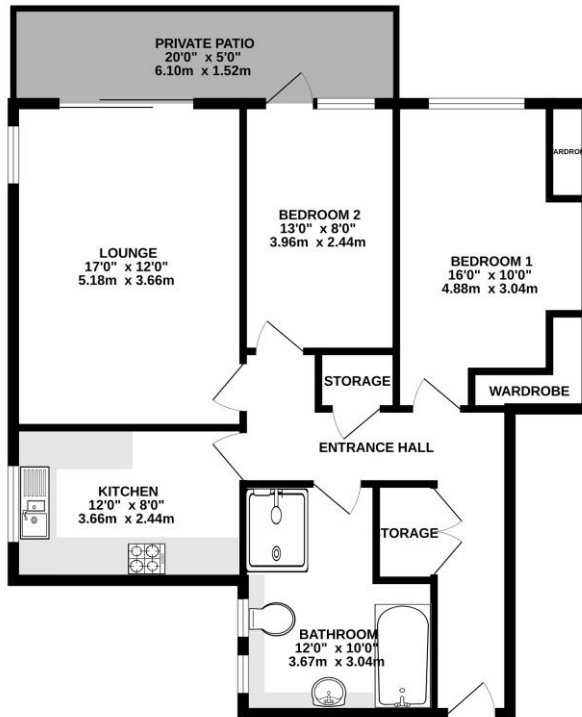 PRIVATE PATIO
20'0" x 5'0"
6.10m x 1.52m
BEDROOM 2
13'0" x 8'0"
3.96m x 2.44m
LOUNGE
17'0" x 12'0"
5.18m x 3.66m
BEDROOM 1
16'0" x 10'0"
4.88m x 3.04m
ARDROB
STORAGE
WARDROBE
ENTRANCE HALL
KITCHEN
12'0" x 8'0"
3.66m x 2.44m
TORAGE
BATHROOM
12'0" x 10'0"
3.67m x 3.04m